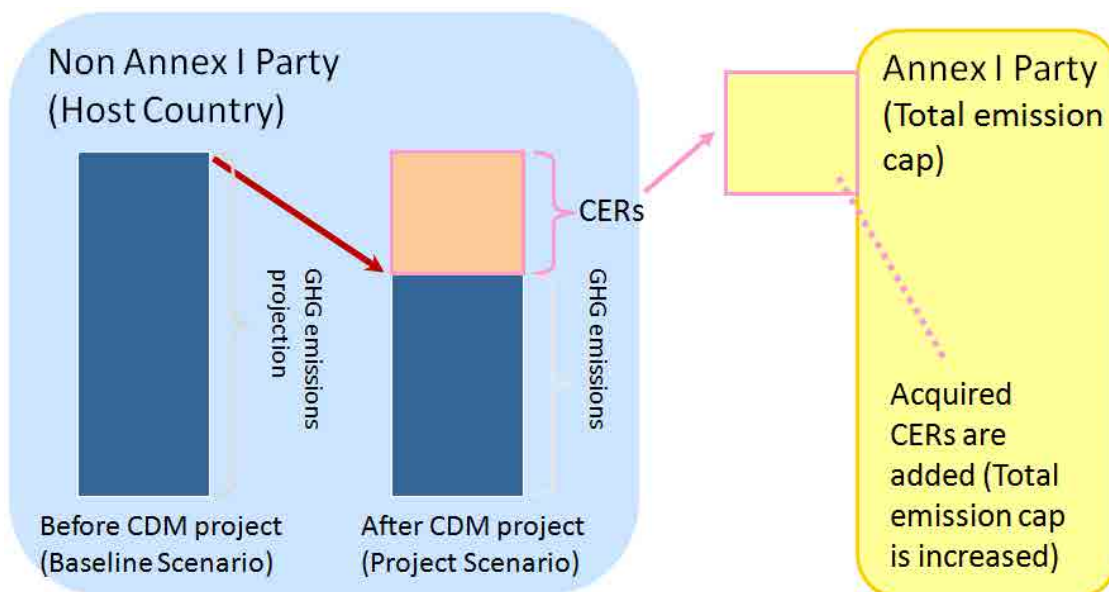 Non Annex I Party
(Host Country)
GHG emissions
projection
Before CDM project
(Baseline Scenario)
CERs
GHG emissions
After CDM project
(Project Scenario)
Annex I Party
(Total emission
cap)
Acquired
CERs are
added (Total
emission cap
is increased)